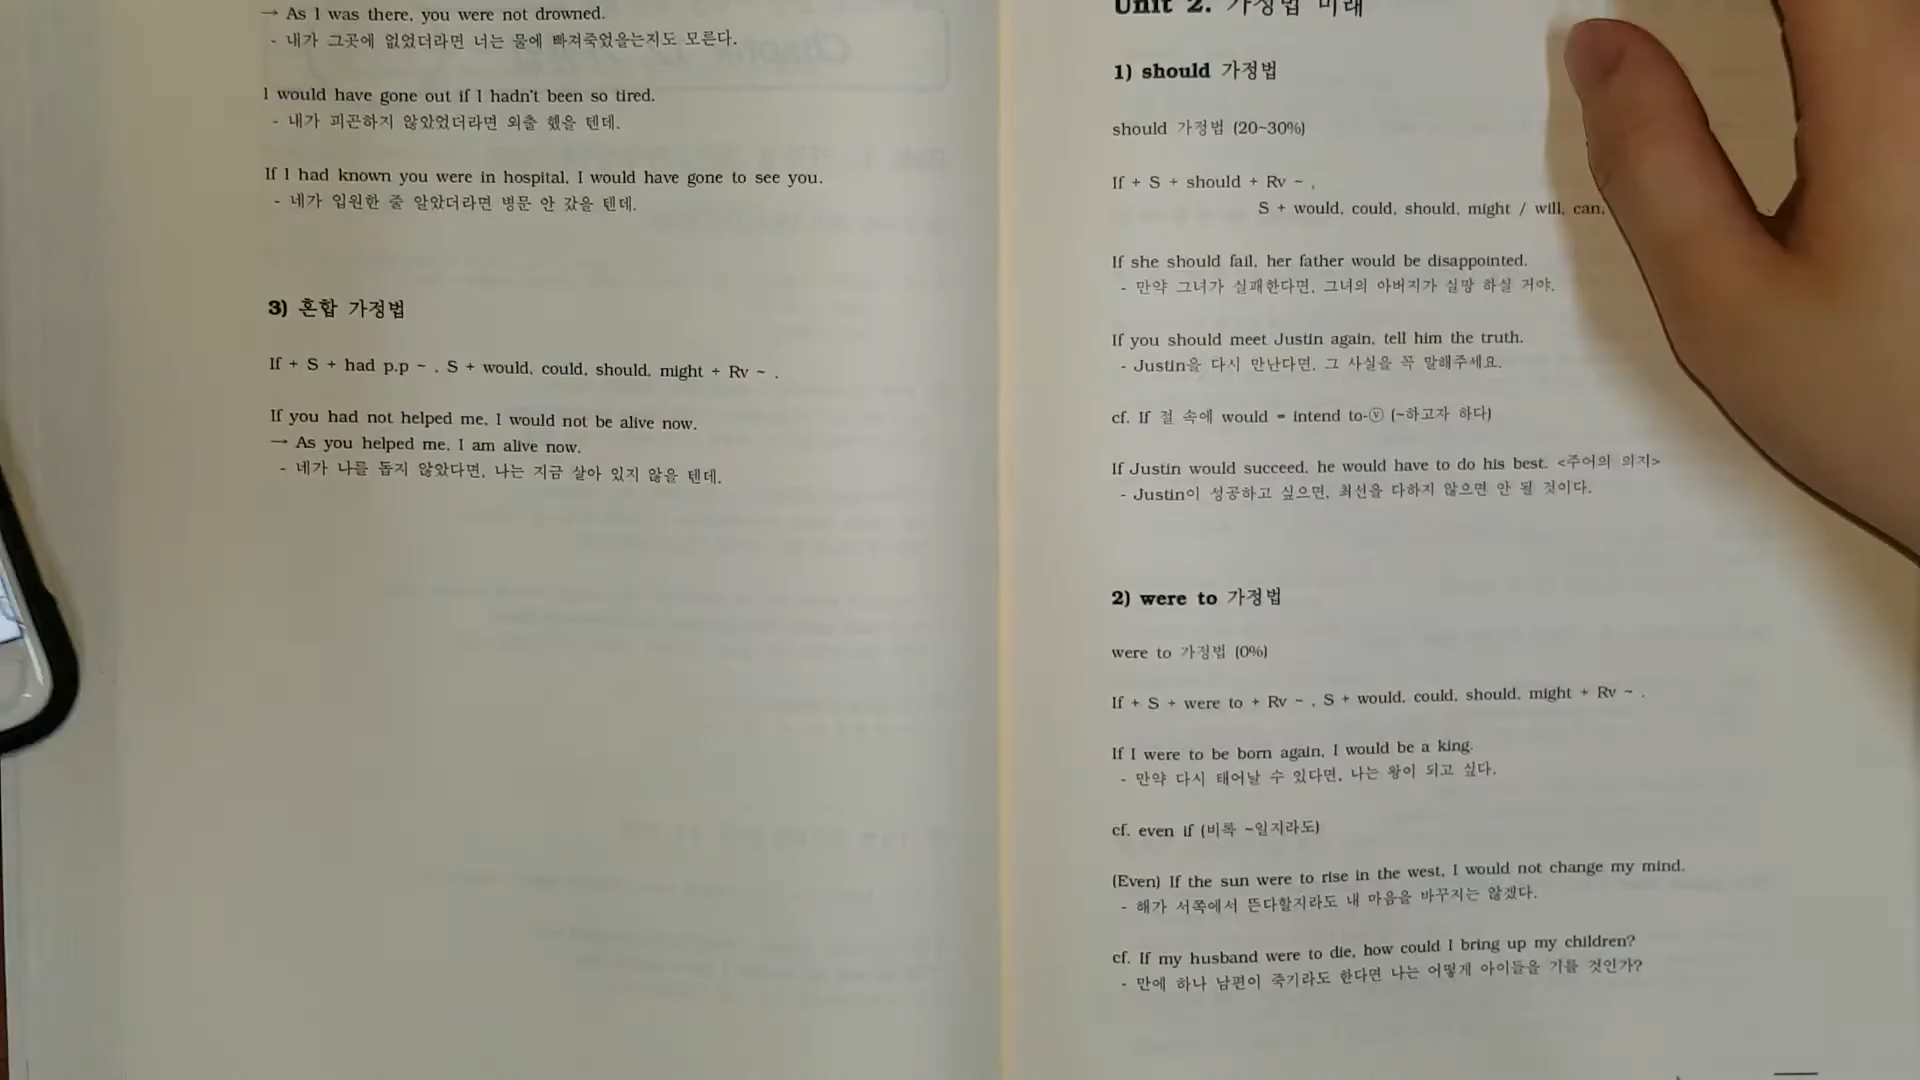 → As I was there, you were not drowned.
- 내가 그곳에 없었더라면 너는 물에 빠져죽었을는지도 모른다.
I would have gone out if I hadn't been so tired.
- 내가 피곤하지 않았었더라면 외출 했을 텐데.
If I had known you were in hospital, I would have gone to see you.
- 네가 입원한 줄 알았더라면 병문 안 갔을 텐데.
3) 혼합 가정법
If + S + had p.p ~ , S + would, could, should, might + Rv ~ .
If you had not helped me, I would not be alive now.
→ As you helped me, I am alive now.
- 네가 나를 돕지 않았다면, 나는 지금 살아 있지 않을 텐데.
Unit 2. 가정법 미래
1) should 가정법
should 가정법 (20~30%)
If + S + should + Rv ~ ,
S + would, could, should, might / will, can,
If she should fail, her father would be disappointed.
- 만약 그녀가 실패한다면, 그녀의 아버지가 실망 하실 거야.
If you should meet Justin again, tell him the truth.
- Justin을 다시 만난다면, 그 사실을 꼭 말해주세요.
cf. If 절 속에 would = intend to-ⓥ (~하고자 하다)
If Justin would succeed, he would have to do his best. <주어의 의지>
- Justin이 성공하고 싶으면, 최선을 다하지 않으면 안 될 것이다.
2) were to 가정법
were to 가정법 (0%)
If + S + were to + Rv ~ , S + would, could, should, might + Rv ~ .
If I were to be born again, I would be a king.
- 만약 다시 태어날 수 있다면, 나는 왕이 되고 싶다.
cf. even if (비록 ~일지라도)
(Even) If the sun were to rise in the west, I would not change my mind.
- 해가 서쪽에서 뜬다할지라도 내 마음을 바꾸지는 않겠다.
cf. If my husband were to die, how could I bring up my children?
- 만에 하나 남편이 죽기라도 한다면 나는 어떻게 아이들을 기를 것인가?